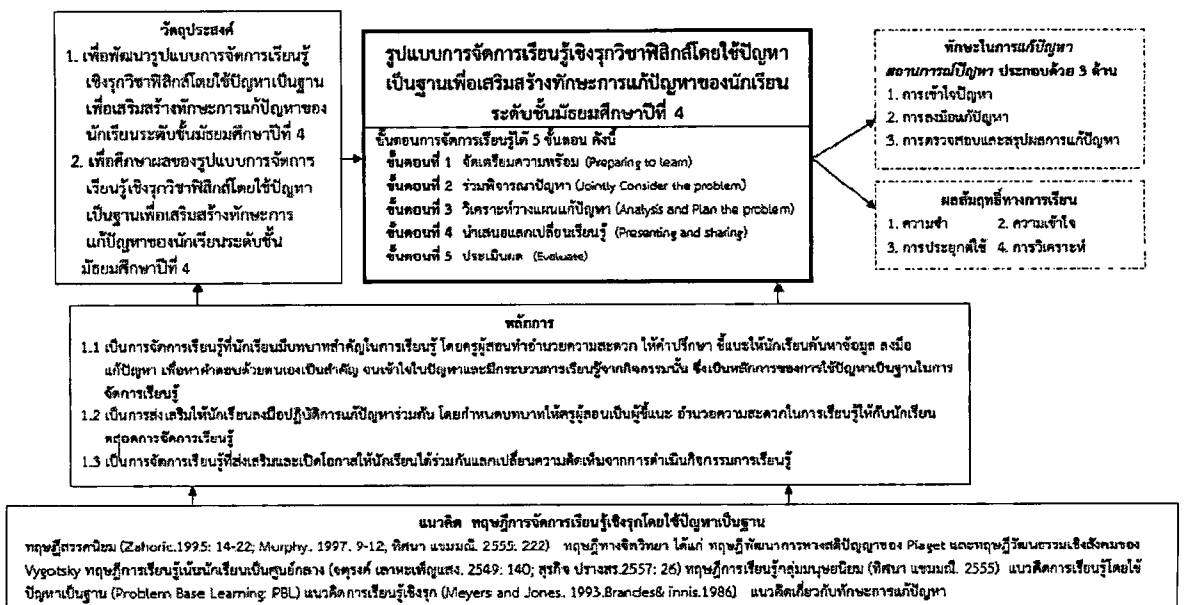 วัตถุประสงค์
1. เพื่อพัฒนารูปแบบการจัดการเรียนรู้
เชิงรุกวิชาฟิสิกส์โดยใช้ปัญหาเป็นฐาน
เพื่อเสริมสร้างทักษะการแก้ปัญหาของ
นักเรียนระดับชั้นมัธยมศึกษาปีที่ 4
2. เพื่อศึกษาผลของรูปแบบการจัดการ
เรียนรู้เชิงรุกวิชาฟิสิกส์โดยใช้ปัญหา
เป็นฐานเพื่อเสริมสร้างทักษะการ
แก้ปัญหาของนักเรียนระดับชั้น
มัธยมศึกษาปีที่ 4
รูปแบบการจัดการเรียนรู้เชิงรุกวิชาฟิสิกส์โดยใช้ปัญหา
เป็นฐานเพื่อเสริมสร้างทักษะการแก้ปัญหาของนักเรียน
ระดับชั้นมัธยมศึกษาปีที่ 4
ขั้นตอนการจัดการเรียนรู้ได้ 5 ขั้นตอน ดังนี้
ขั้นตอนที่ 1 จัดเตรียมความพร้อม (Preparing to learn)
ขั้นตอนที่ 2 ร่วมพิจารณาปัญหา (Jointly Consider the problem)
ขั้นตอนที่ 3 วิเคราะห์วางแผนแก้ปัญหา (Analysis and Plan the problem)
ขั้นตอนที่ 4 นำเสนอแลกเปลี่ยนเรียนรู้ (Presenting and sharing)
ขั้นตอนที่ 5 ประเมินผล (Evaluate)
ทักษะในการแก้ปัญหา
สถานการณ์ปัญหา ประกอบด้วย 3 ด้าน
1. การเข้าใจปัญหา
2. การลงมือแก้ปัญหา
3. การตรวจสอบและสรุปผลการแก้ปัญหา
ผลสัมฤทธิ์ทางการเรียน
1. ความจำ 2. ความเข้าใจ
3. การประยุกต์ใช้ 4. การวิเคราะห์
หลักการ
1.1 เป็นการจัดการเรียนรู้ที่นักเรียนมีบทบาทสำคัญในการเรียนรู้ โดยครูผู้สอนทำอำนวยความสะดวก ให้คำปรึกษา ชี้แนะให้นักเรียนค้นหาข้อมูล ลงมือ
แก้ปัญหา เพื่อหาคำตอบด้วยตนเองเป็นสำคัญ จนเข้าใจในปัญหาและมีกระบวนการเรียนรู้จากกิจกรรมนั้น ซึ่งเป็นหลักการของการใช้ปัญหาเป็นฐานในการ
จัดการเรียนรู้
1.2 เป็นการส่งเสริมให้นักเรียนลงมือปฏิบัติการแก้ปัญหาร่วมกัน โดยกำหนดบทบาทให้ครูผู้สอนเป็นผู้ชี้แนะ อำนวยความสะดวกในการเรียนรู้ให้กับนักเรียน
ตลอดการจัดการเรียนรู้
1.3 เป็นการจัดการเรียนรู้ที่ส่งเสริมและเปิดโอกาสให้นักเรียนได้ร่วมกันแลกเปลี่ยนความคิดเห็นจากการดำเนินกิจกรรมการเรียนรู้
แนวคิด ทฤษฎีการจัดการเรียนรู้เชิงรุกโดยใช้ปัญหาเป็นฐาน
ทฤษฎีสรรคนิยม (Zahoric.1995: 14-22; Murphy. 1997. 9-12, ทิศนา แขมมณี. 2555: 222) ทฤษฎีทางจิตวิทยา ได้แก่ ทฤษฎีพัฒนาการทางสติปัญญาของ Piaget และทฤษฎีวัฒนธรรมเชิงสังคมของ
Vygotsky ทฤษฎีการเรียนรู้เน้นนักเรียนเป็นศูนย์กลาง (จตุรงค์ เลาหะเพ็ญแสง. 2549: 140; สุรกิจ ปรางสร.2557: 26) ทฤษฎีการเรียนรู้กลุ่มมนุษยนิยม (ทิศนา แขมมณี. 2555) แนวคิดการเรียนรู้โดยใช้
ปัญหาเป็นฐาน (Problem Base Learning: PBL) แนวคิดการเรียนรู้เชิงรุก (Meyers and Jones. 1993.Brandes& innis.1986) แนวคิดเกี่ยวกับทักษะการแก้ปัญหา